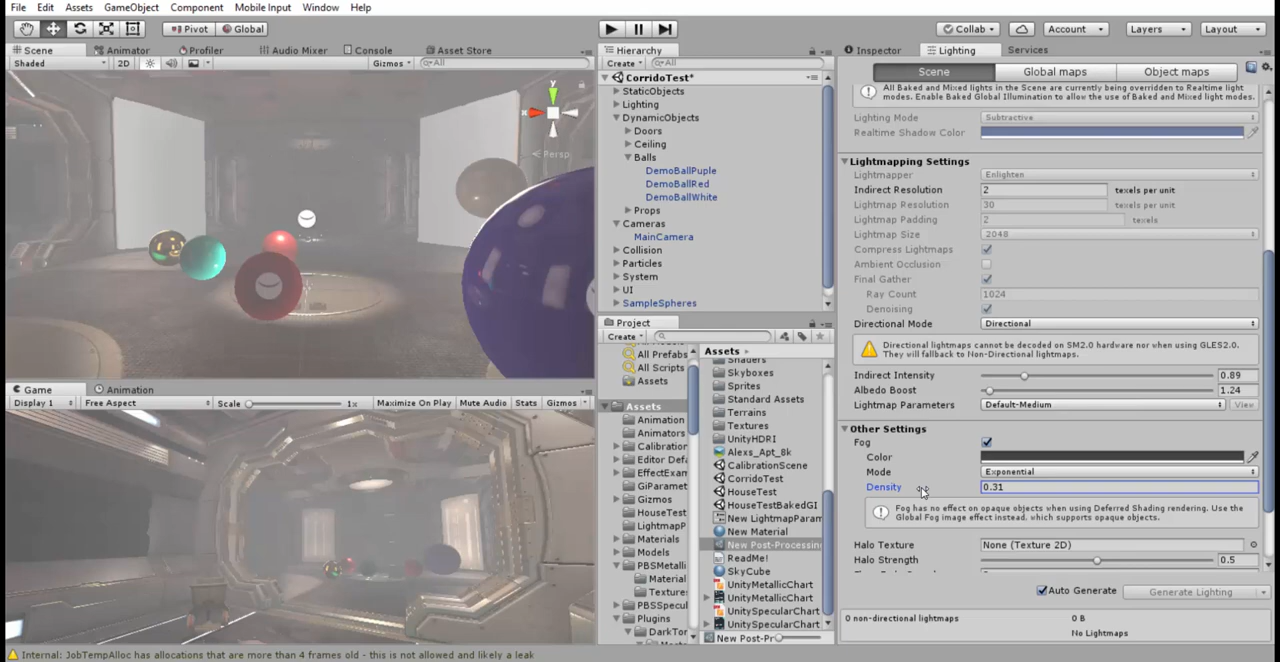 File Edit Assets GameObject Component Mobile Input Window Help
Pivot Global Collab Account Layers Layout
Scene Animator Profiler Audio Mixer Console Asset Store
Shaded 2D Gizmos All
y
x
Persp
Game Animation
Display 1 Free Aspect Scale 1x Maximize On Play Mute Audio Stats Gizmos
Hierarchy
Create All
CorridoTest*
StaticObjects
Lighting
DynamicObjects
Doors
Ceiling
Balls
DemoBallPuple
DemoBallRed
DemoBallWhite
Props
Cameras
MainCamera
Collision
Particles
System
UI
SampleSpheres
Project
Create
All Prefabs
All Scripts
Assets
Assets
Animation
Animators
Calibration
Editor Def
EffectExam
GiParamet
Gizmos
HouseTest
LightmapP
Materials
Models
PBSMetalli
Material
Textures
PBSSpecul
Plugins
DarkTor
Assets
Shaders
Skyboxes
Sprites
Standard Assets
Terrains
Textures
UnityHDRI
Alexs_Apt_8k
CalibrationScene
CorridoTest
HouseTest
HouseTestBakedGI
New LightmapParam
New Material
New Post-Processin
ReadMe!
SkyCube
UnityMetallicChart
UnityMetallicChart
UnitySpecularChart
UnitySpecularChart
New Post-Pr
Inspector Lighting Services
Scene Global maps Object maps
All Baked and Mixed lights in the Scene are currently being overridden to Realtime light
modes. Enable Baked Global Illumination to allow the use of Baked and Mixed light modes.
Lighting Mode Subtractive
Realtime Shadow Color
Lightmapping Settings
Lightmapper Enlighten
Indirect Resolution 2 texels per unit
Lightmap Resolution 30 texels per unit
Lightmap Padding 2 texels
Lightmap Size 2048
Compress Lightmaps
Ambient Occlusion
Final Gather
Ray Count 1024
Denoising
Directional Mode Directional
Directional lightmaps cannot be decoded on SM2.0 hardware nor when using GLES2.0.
They will fallback to Non-Directional lightmaps.
Indirect Intensity 0.89
Albedo Boost 1.24
Lightmap Parameters Default-Medium View
Other Settings
Fog
Color
Mode Exponential
Density 0.31
Fog has no effect on opaque objects when using Deferred Shading rendering. Use the
Global Fog image effect instead, which supports opaque objects.
Halo Texture None (Texture 2D)
Halo Strength 0.5
Auto Generate Generate Lighting
0 non-directional lightmaps 0 B
No Lightmaps
Internal: JobTempAlloc has allocations that are more than 4 frames old - this is not allowed and likely a leak